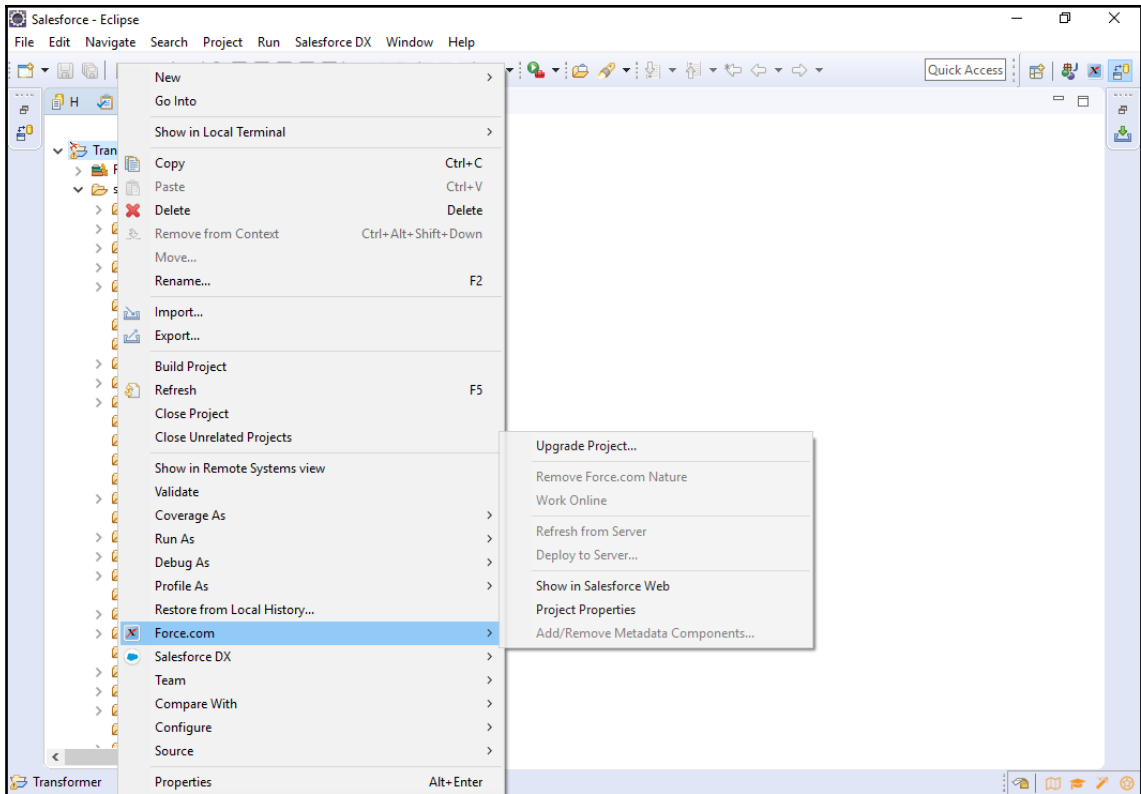 Salesforce - Eclipse
File Edit Navigate Search Project Run Salesforce DX Window Help
Quick Access
H
Tran
New
Go Into
Show in Local Terminal
Copy Ctrl+C
Paste Ctrl+V
Delete Delete
Remove from Context Ctrl+Alt+Shift+Down
Move...
Rename... F2
Import...
Export...
Build Project
Refresh F5
Close Project
Close Unrelated Projects
Show in Remote Systems view
Validate
Coverage As
Run As
Debug As
Profile As
Restore from Local History...
Force.com
Salesforce DX
Team
Compare With
Configure
Source
Properties Alt+Enter
Upgrade Project...
Remove Force.com Nature
Work Online
Refresh from Server
Deploy to Server...
Show in Salesforce Web
Project Properties
Add/Remove Metadata Components...
Transformer